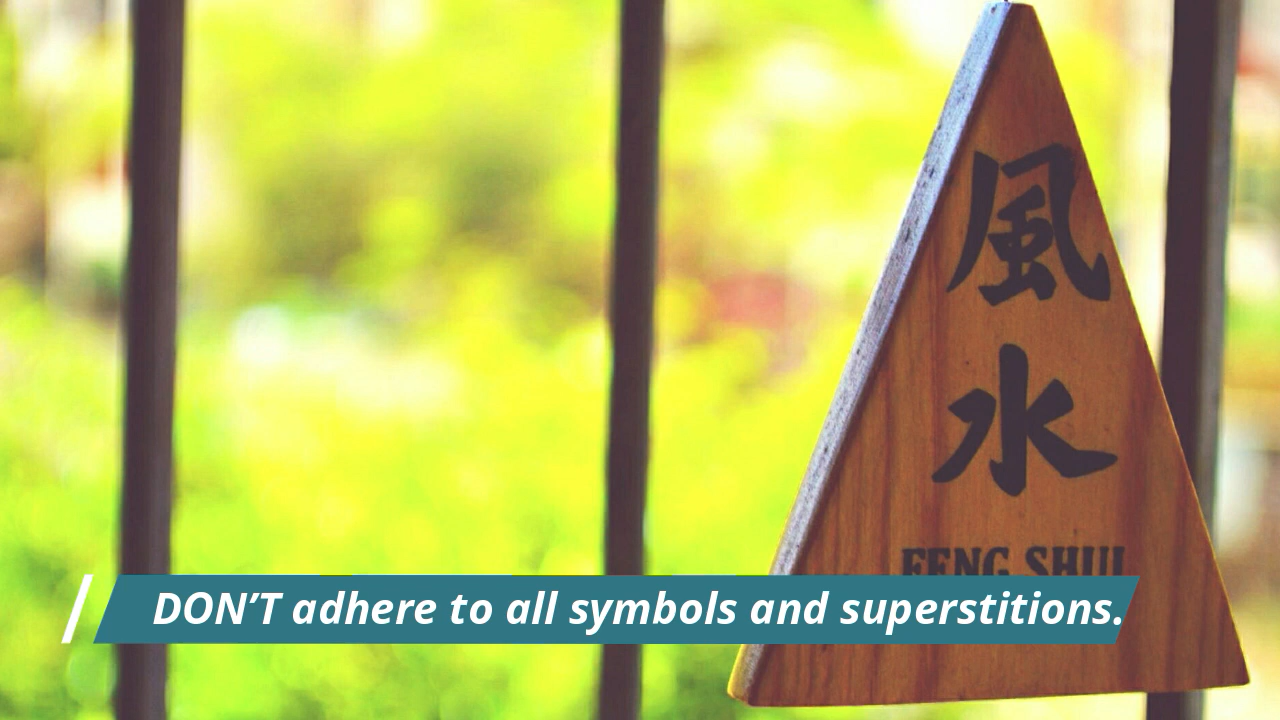 風
水
FENG SHUI
DON’T adhere to all symbols and superstitions.